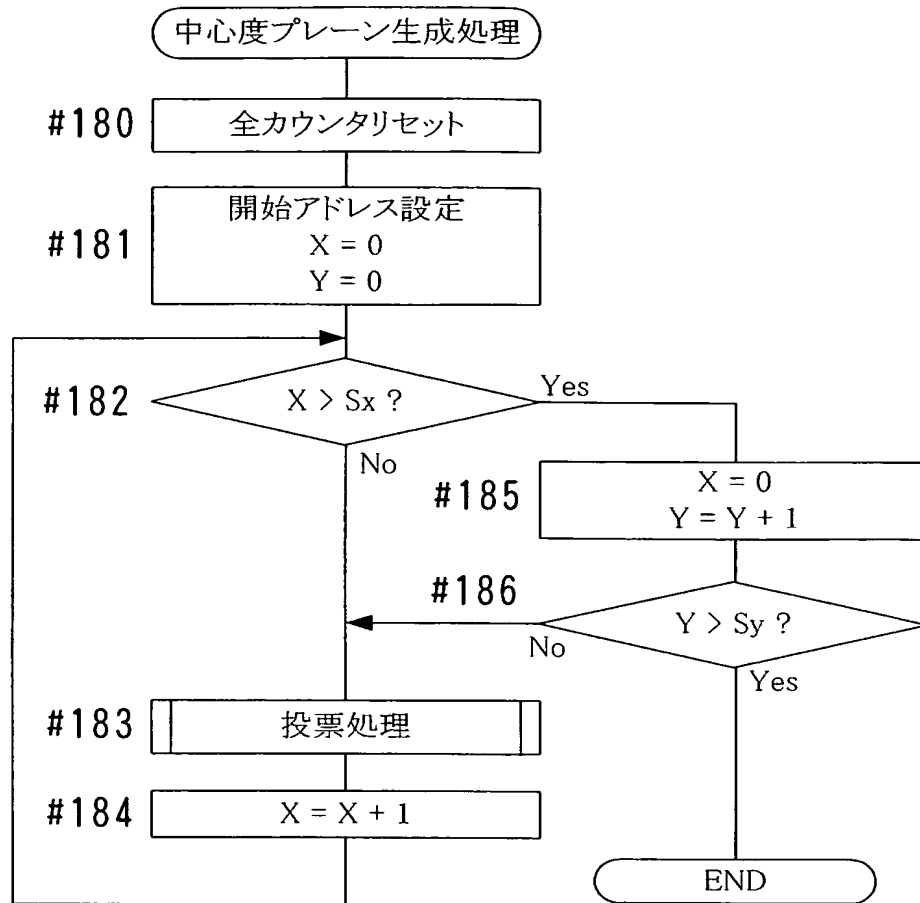 中心度プレーン生成処理
#180
全カウンタリセット
#181
開始アドレス設定
X = 0
Y = 0
#182
X > Sx ?
Yes
No
#185
X = 0
Y = Y + 1
#186
Y > Sy ?
No
Yes
#183
投票処理
#184
X = X + 1
END